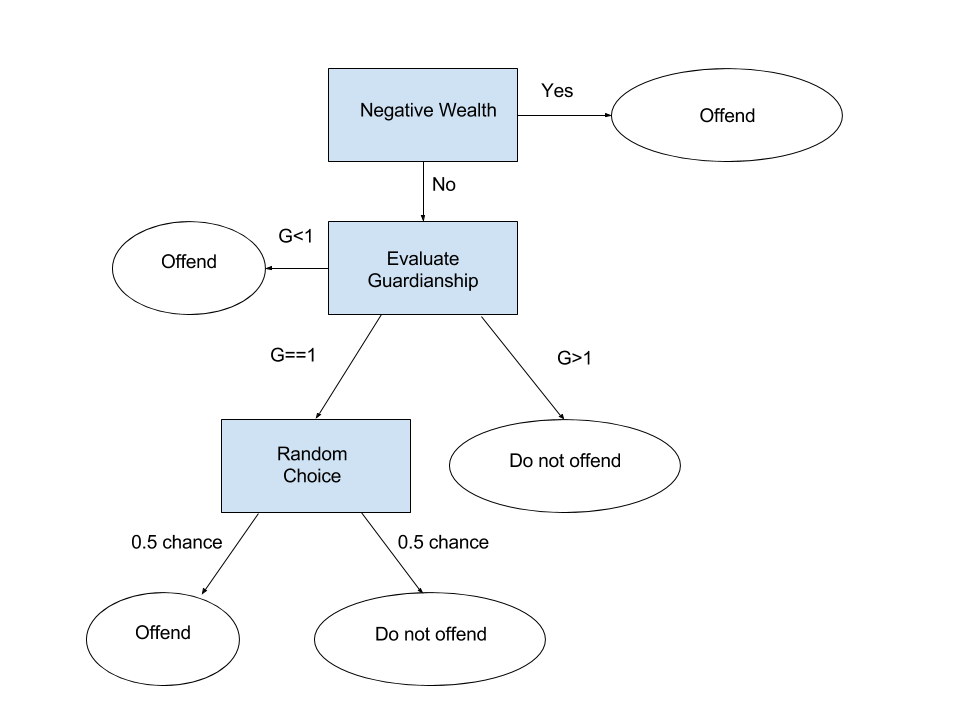 Negative Wealth
Yes
Offend
No
G<1
Offend
Evaluate
Guardianship
G==1
G>1
Random
Choice
Do not offend
0.5 chance
0.5 chance
Offend
Do not offend